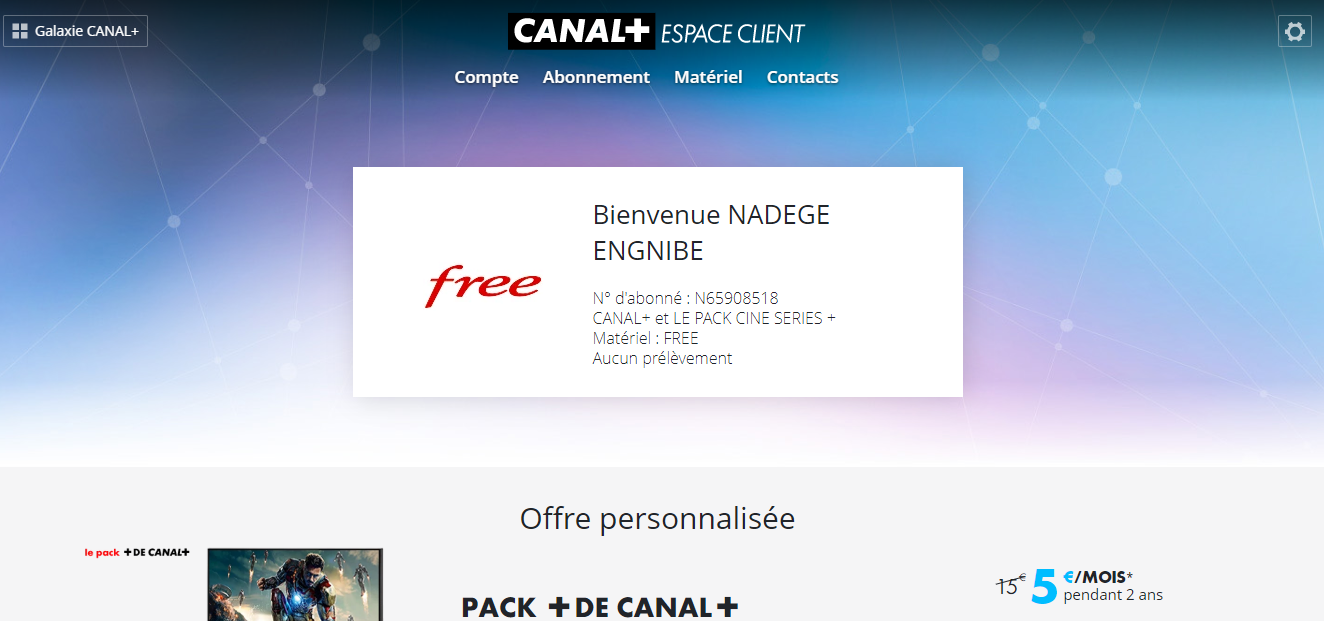 Galaxie CANAL+
CANAL+ ESPACE CLIENT
Compte Abonnement Matériel Contacts
free
Bienvenue NADEGE
ENGNIBE
N° d'abonné : N65908518
CANAL+ et LE PACK CINE SERIES +
Matériel : FREE
Aucun prélèvement
Offre personnalisée
le pack +DE CANAL+
PACK +DE CANAL+
15€ 5 €/MOIS*
pendant 2 ans